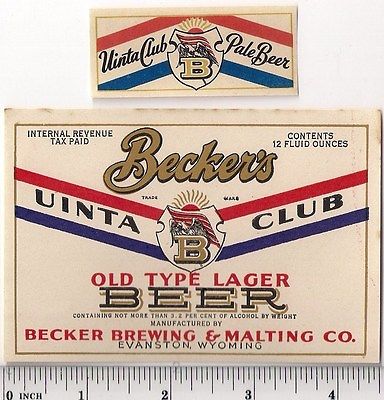 Uinta Club Pale Beer
B
INTERNAL REVENUE
TAX PAID
CONTENTS
12 FLUID OUNCES
Becker's
TRADE MARK
UINTA CLUB
B
OLD TYPE LAGER
BEER
CONTAINING NOT MORE THAN 3.2 PER CENT OF ALCOHOL BY WEIGHT
MANUFACTURED BY
BECKER BREWING & MALTING CO.
EVANSTON, WYOMING
0 inch 1 2 3 4